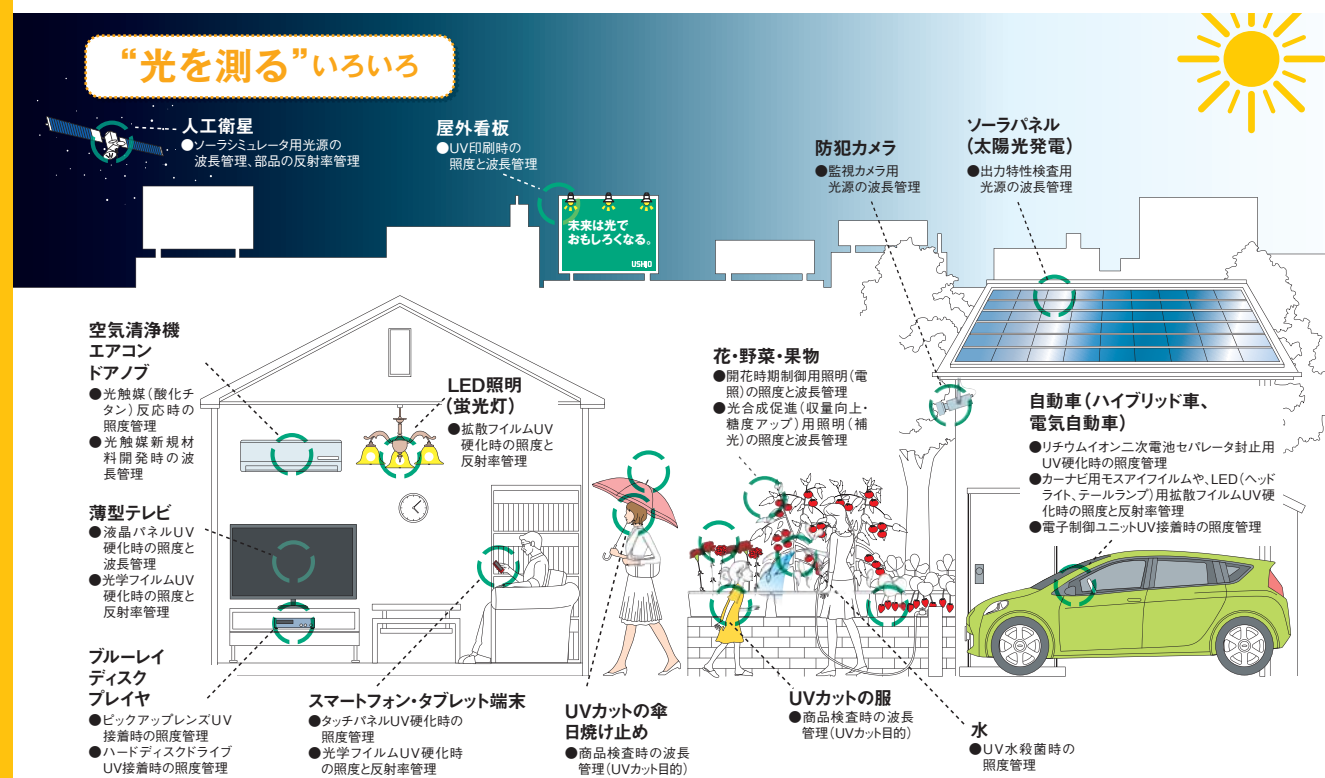 “光を測る”いろいろ
人工衛星
●ソーラシミュレータ用光源の
波長管理、部品の反射率管理
屋外看板
●UV印刷時の
照度と波長管理
未来は光で
おもしろくなる。
USHIO
防犯カメラ
●監視カメラ用
光源の波長管理
ソーラパネル
(太陽光発電)
●出力特性検査用
光源の波長管理
空気清浄機
エアコン
ドアノブ
●光触媒(酸化チ
タン)反応時の
照度管理
●光触媒新規材
料開発時の波
長管理
LED照明
(蛍光灯)
●拡散フイルムUV
硬化時の照度と
反射率管理
花・野菜・果物
●開花時期制御用照明(電
照)の照度と波長管理
●光合成促進(収量向上・
糖度アップ)用照明(補
光)の照度と波長管理
自動車(ハイブリッド車、
電気自動車)
●リチウムイオン二次電池セパレータ封止用
UV硬化時の照度管理
●カーナビ用モスアイフイルムや、LED(ヘッド
ライト、テールランプ)用拡散フイルムUV硬
化時の照度と反射率管理
●電子制御ユニットUV接着時の照度管理
薄型テレビ
●液晶パネルUV
硬化時の照度と
波長管理
●光学フイルムUV
硬化時の照度と
反射率管理
ブルーレイ
ディスク
プレイヤ
●ピックアップレンズUV
接着時の照度管理
●ハードディスクドライブ
UV接着時の照度管理
スマートフォン・タブレット端末
●タッチパネルUV硬化時の
照度管理
●光学フイルムUV硬化時
の照度と反射率管理
UVカットの傘
日焼け止め
●商品検査時の波長
管理(UVカット目的)
UVカットの服
●商品検査時の波長
管理(UVカット目的)
水
●UV水殺菌時の
照度管理